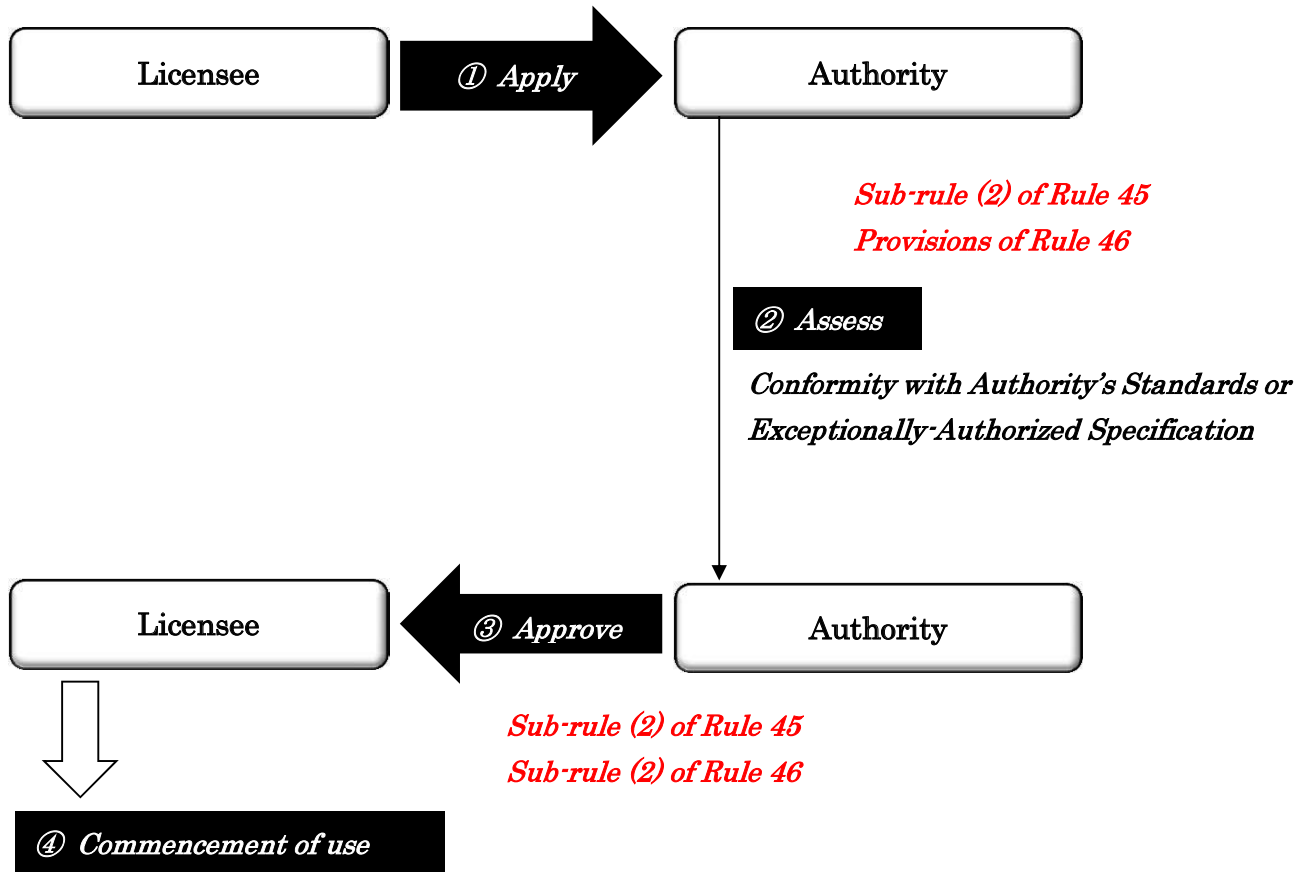 Licensee
① Apply
Authority
Sub-rule (2) of Rule 45
Provisions of Rule 46
② Assess
Conformity with Authority’s Standards or
Exceptionally-Authorized Specification
Licensee
③ Approve
Authority
Sub-rule (2) of Rule 45
Sub-rule (2) of Rule 46
④ Commencement of use